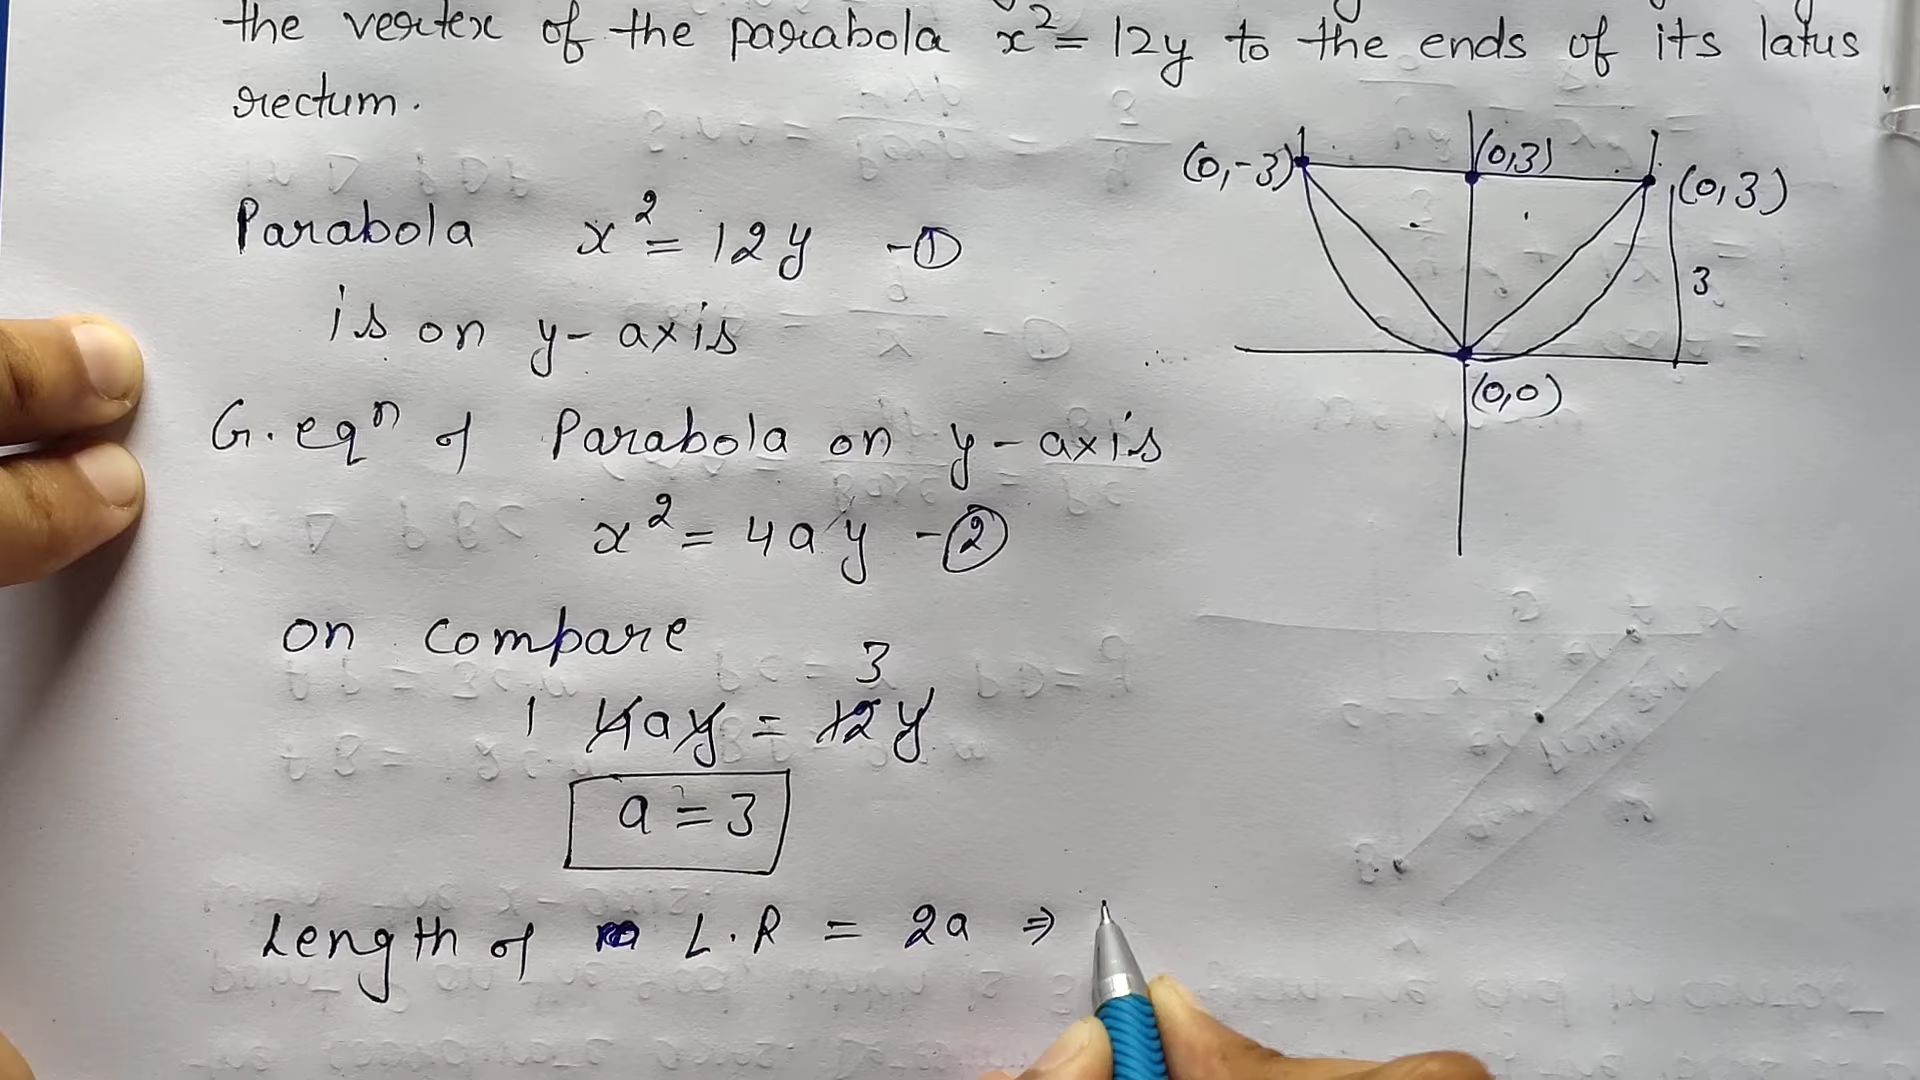 the vertex of the parabola x² = 12y to the ends of its latus
rectum.
(0,-3) (0,3) (0,3)
Parabola x² = 12y -①
3
is on y-axis
(0,0)
G. eqⁿ of Parabola on y-axis
x² = 4ay -②
on compare
3
1 4ay = 12y
a = 3
Length of L.R = 2a ⇒